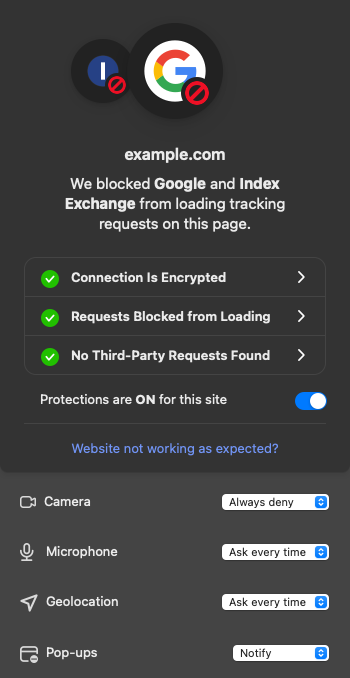 example.com
We blocked Google and Index
Exchange from loading tracking
requests on this page.
Connection Is Encrypted
Requests Blocked from Loading
No Third-Party Requests Found
Protections are ON for this site
Website not working as expected?
Camera Always deny
Microphone Ask every time
Geolocation Ask every time
Pop-ups Notify